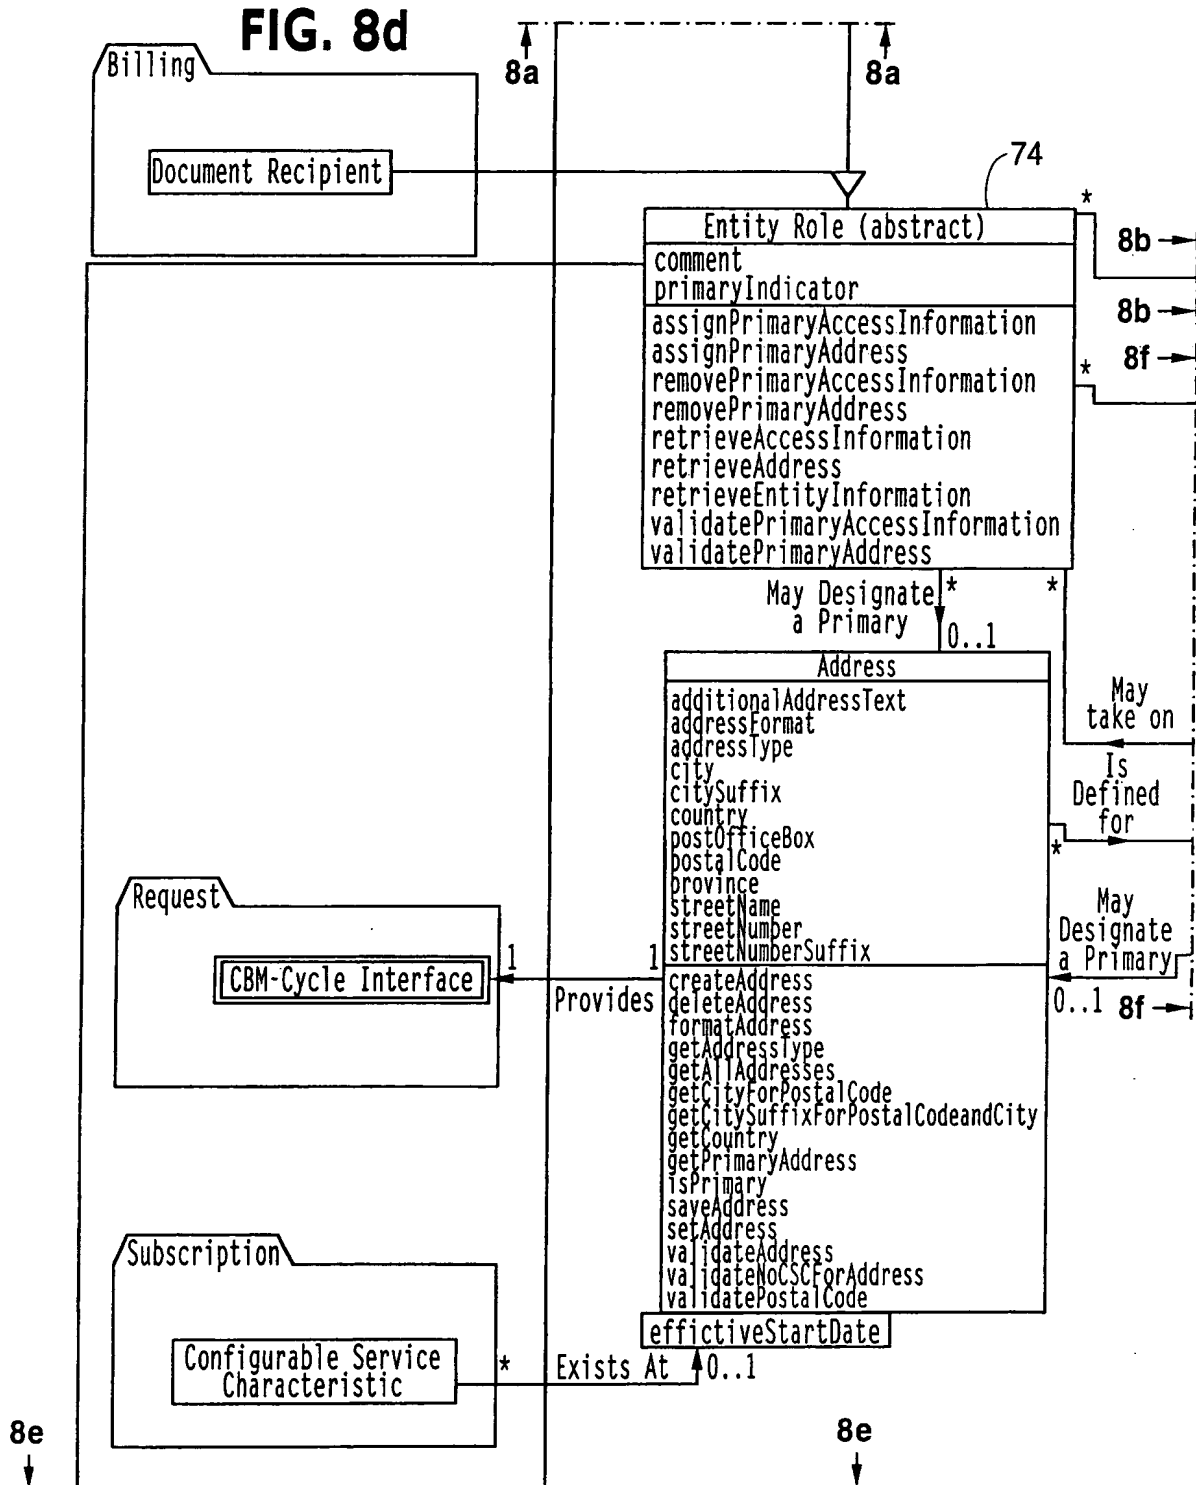 FIG. 8d
8a
8a
Billing
Document Recipient
74
Entity Role (abstract)
*
8b
comment
primaryIndicator
8b
assignPrimaryAccessInformation
assignPrimaryAddress
8f
removePrimaryAccessInformation
*
removePrimaryAddress
retrieveAccessInformation
retrieveAddress
retrieveEntityInformation
validatePrimaryAccessInformation
validatePrimaryAddress
May Designate
a Primary
*
*
0..1
Address
additionalAddressText
addressFormat
addressType
city
citySuffix
country
postOfficeBox
postalCode
province
streetName
streetNumber
streetNumberSuffix
May
take on
Is
Defined
for
*
May
Designate
a Primary
0..1
8f
Request
CBM-Cycle Interface
1
1
Provides
createAddress
deleteAddress
formatAddress
getAddressType
getAllAddresses
getCityForPostalCode
getCitySuffixForPostalCodeandCity
getCountry
getPrimaryAddress
isPrimary
saveAddress
setAddress
validateAddress
validateNoCSCForAddress
validatePostalCode
effictiveStartDate
Subscription
Configurable Service
Characteristic
*
Exists At
0..1
8e
8e